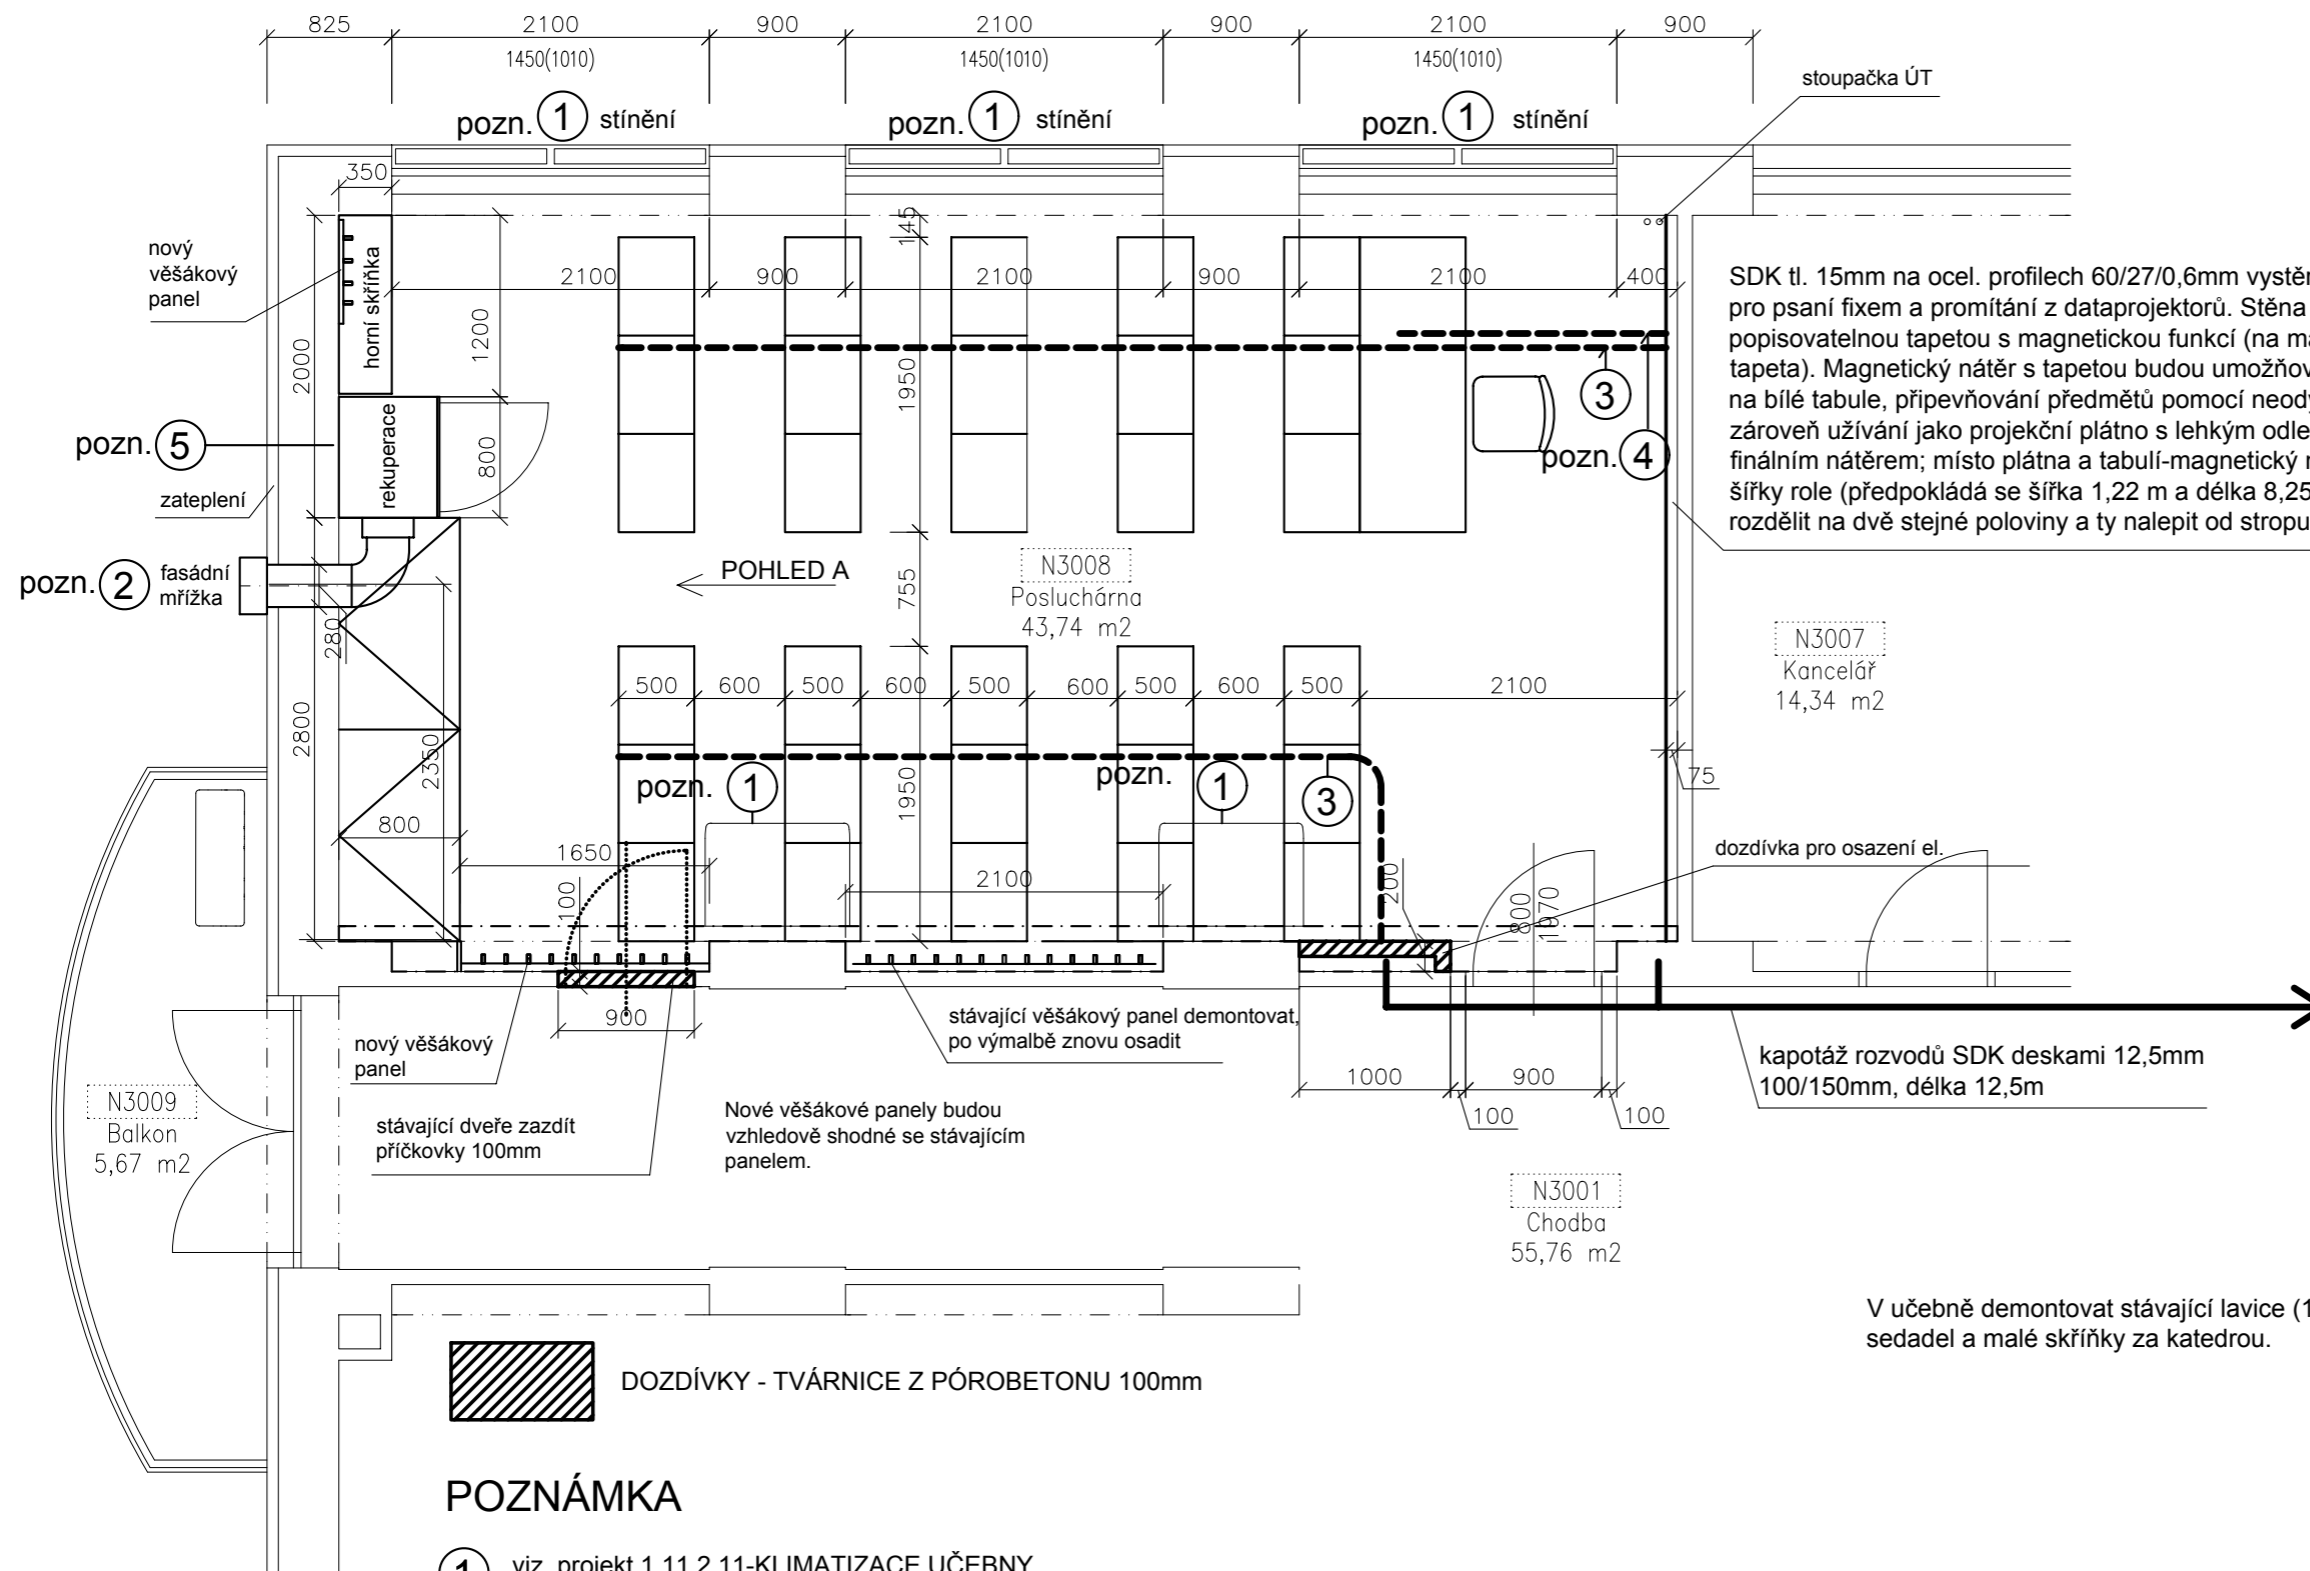 825 2100 900 2100 900 2100 900
1450(1010) 1450(1010) 1450(1010)
stoupačka ÚT
pozn. 1 stínění pozn. 1 stínění pozn. 1 stínění
350
nový
věšákový
panel
horní skříňka
145
2100 900 2100 900 2100 400
2000
1200
1950
800
rekuperace
pozn. 5
zateplení
3
pozn. 4
SDK tl. 15mm na ocel. profilech 60/27/0,6mm
pro psaní fixem a promítání z dataprojektorů. Stěna
popisovatelnou tapetou s magnetickou funkcí (na
tapeta). Magnetický nátěr s tapetou budou
na bílé tabule, připevňování předmětů pomocí
zároveň užívání jako projekční plátno s lehkým
finálním nátěrem; místo plátna a tabulí-magnetický
šířky role (předpokládá se šířka 1,22 m a délka 8,25
rozdělit na dvě stejné poloviny a ty nalepit od stropu
pozn. 2 fasádní
mřížka
280
POHLED A
755
N3008
Posluchárna
43,74 m2
N3007
Kancelář
14,34 m2
500 600 500 600 500 600 500 600 500 2100
2800
2350
1950
75
pozn. 1 pozn. 1 3
800
1650
2100
100
200
800
1970
dozdívka pro osazení el.
900
nový věšákový
panel
stávající věšákový panel demontovat,
po výmalbě znovu osadit
1000 900
100 100
kapotáž rozvodů SDK deskami 12,5mm
100/150mm, délka 12,5m
N3009
Balkon
5,67 m2
stávající dveře zazdít
příčkovky 100mm
Nové věšákové panely budou
vzhledově shodné se stávajícím
panelem.
N3001
Chodba
55,76 m2
V učebně demontovat stávající lavice (1
sedadel a malé skříňky za katedrou.
DOZDÍVKY - TVÁRNICE Z PÓROBETONU 100mm
POZNÁMKA
1 viz. projekt 1.11.2.11-KLIMATIZACE UČEBNY